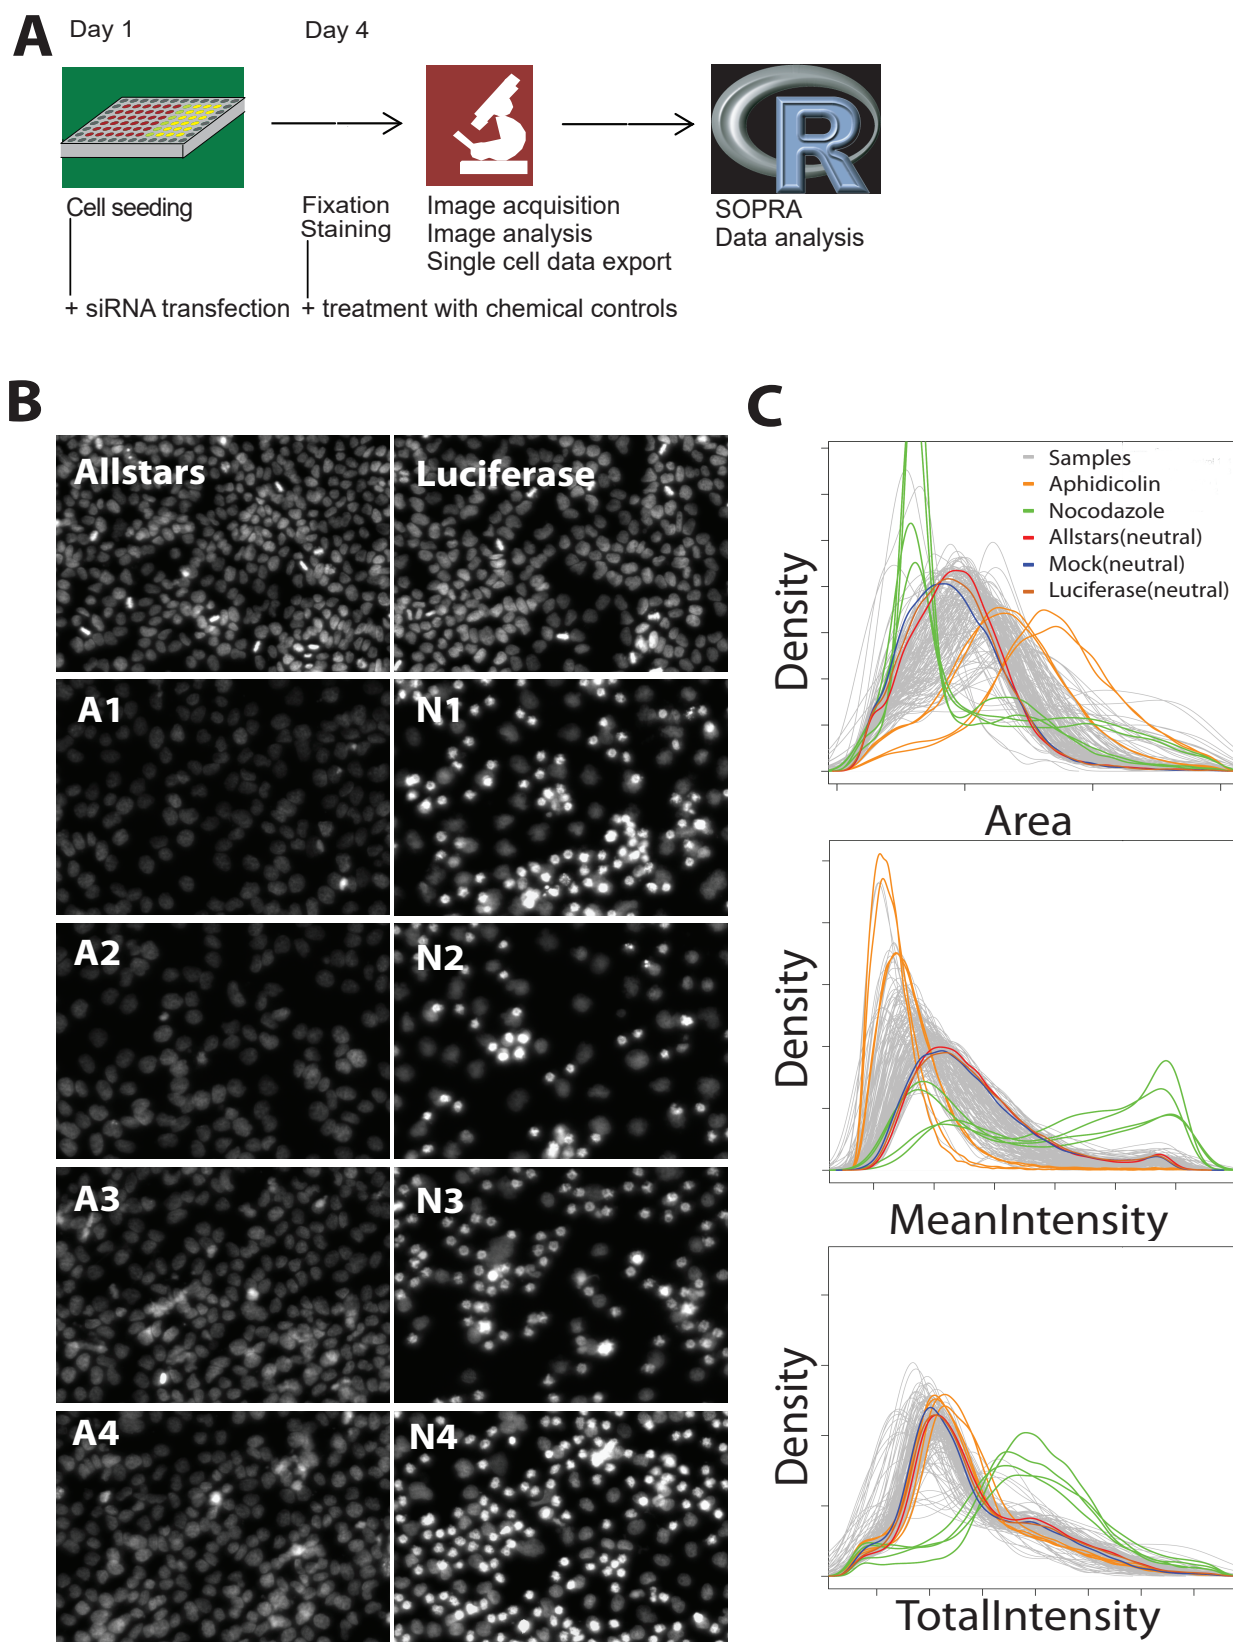 A
Day 1
Day 4
R
Cell seeding
Fixation
Staining
Image acquisition
Image analysis
Single cell data export
SOPRA
Data analysis
+ siRNA transfection
+ treatment with chemical controls
B
Allstars
Luciferase
A1
N1
A2
N2
A3
N3
A4
N4
C
Density
Samples
Aphidicolin
Nocodazole
Allstars(neutral)
Mock(neutral)
Luciferase(neutral)
Area
Density
MeanIntensity
Density
TotalIntensity